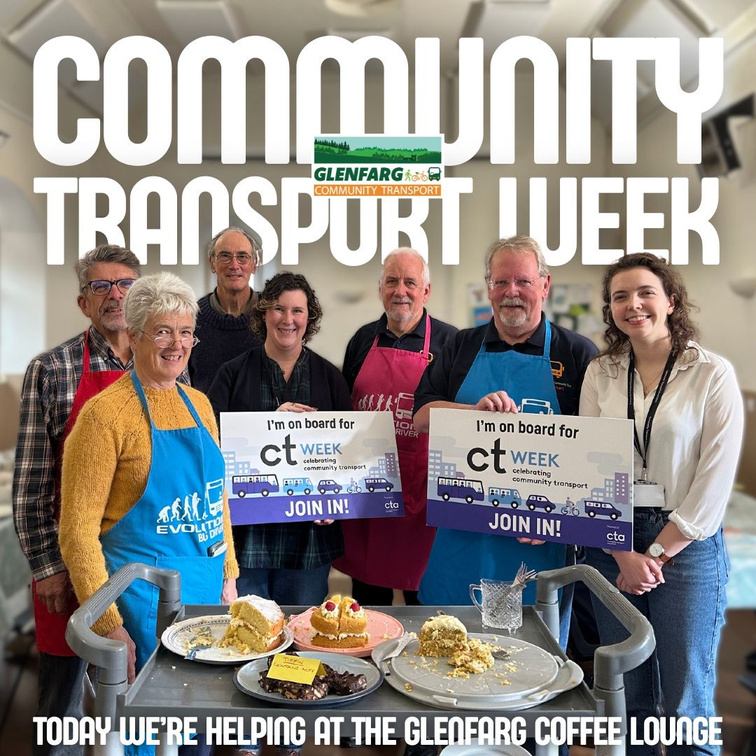 COMMUNITY
GLENFARG
COMMUNITY TRANSPORT
TRANSPORT WEEK
I'm on board for
ct WEEK
celebrating
community transport
JOIN IN!
cta
I'm on board for
ct WEEK
celebrating
community transport
JOIN IN!
cta
EVOLUTION
DRIVER
TODAY WE'RE HELPING AT THE GLENFARG COFFEE LOUNGE